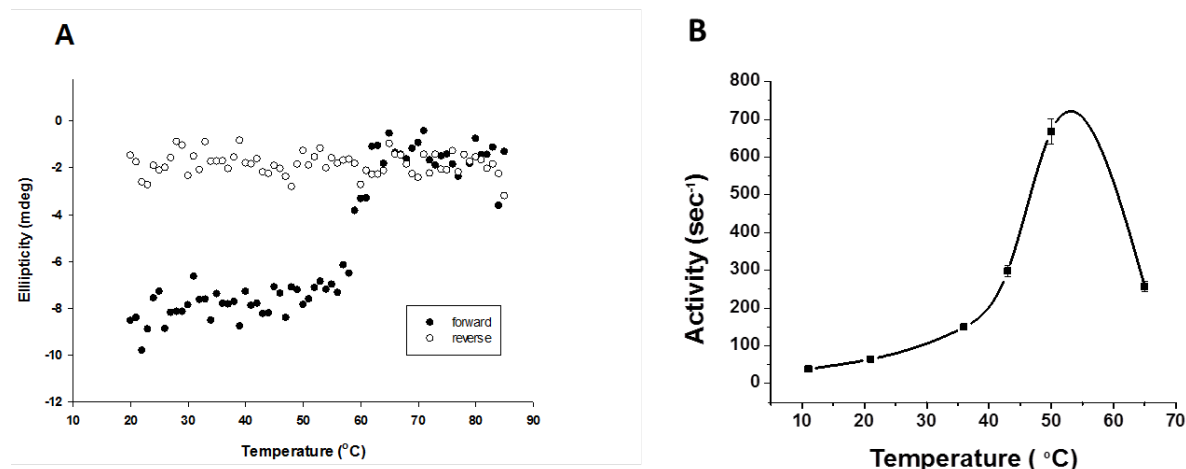 A
0
-2
-4
-6
-8
-10
-12
10 20 30 40 50 60 70 80 90
Elliipticity (mdeg)
Temperature (°C)
forward
reverse
B
800
700
600
500
400
300
200
100
0
10 20 30 40 50 60 70
Activity (sec-1)
Temperature ( °C)